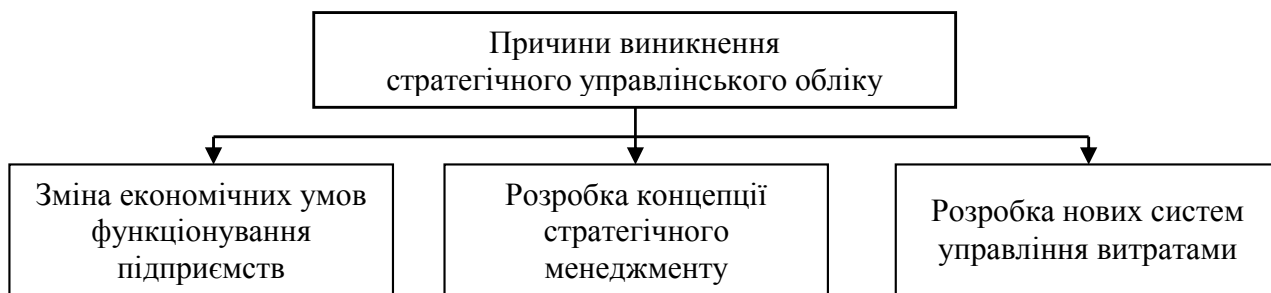 Причини виникнення
стратегічного управлінського обліку
Зміна економічних умов
функціонування
підприємств
Розробка концепції
стратегічного
менеджменту
Розробка нових систем
управління витратами